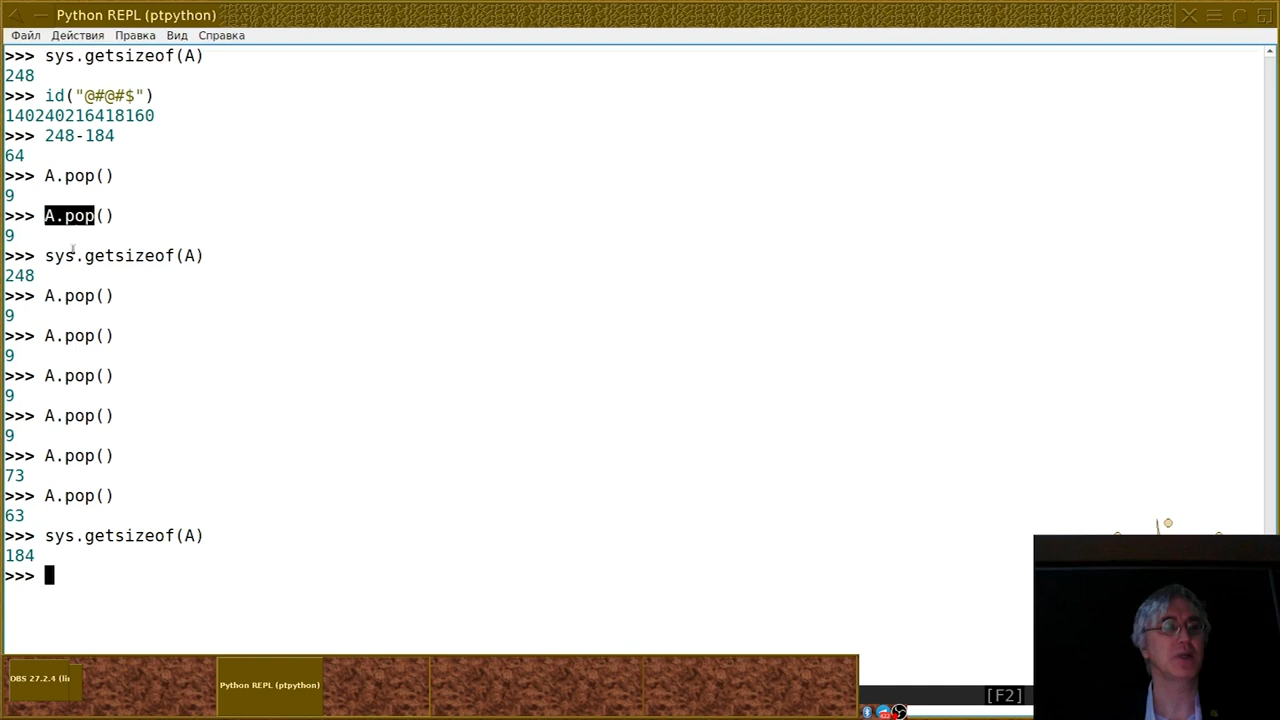 Python REPL (ptpython)
Файл Действия Правка Вид Справка
>>> sys.getsizeof(A)
248
>>> id("@#@#$")
140240216418160
>>> 248-184
64
>>> A.pop()
9
>>> A.pop()
9
>>> sys.getsizeof(A)
248
>>> A.pop()
9
>>> A.pop()
9
>>> A.pop()
9
>>> A.pop()
9
>>> A.pop()
73
>>> A.pop()
63
>>> sys.getsizeof(A)
184
>>>
OBS 27.2.4 (lin
Python REPL (ptpython)
[F2]